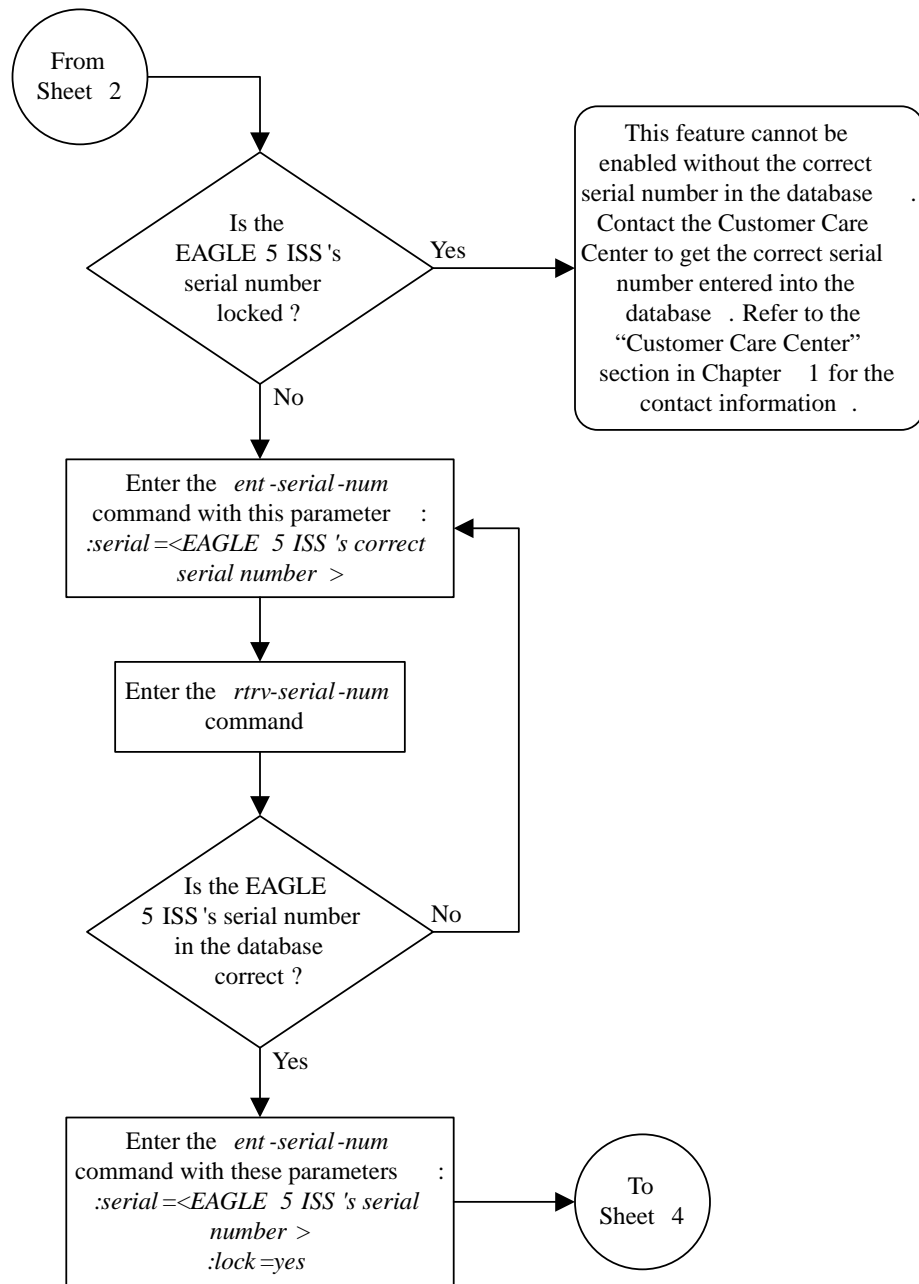 From
Sheet 2
Is the
EAGLE 5 ISS's
serial number
locked ?
Yes
This feature cannot be
enabled without the correct
serial number in the database .
Contact the Customer Care
Center to get the correct serial
number entered into the
database . Refer to the
“Customer Care Center”
section in Chapter 1 for the
contact information .
No
Enter the ent -serial -num
command with this parameter :
:serial =<EAGLE 5 ISS 's correct
serial number >
Enter the rtrv-serial -num
command
Is the EAGLE
5 ISS 's serial number
in the database
correct ?
No
Yes
Enter the ent -serial -num
command with these parameters :
:serial =<EAGLE 5 ISS 's serial
number >
:lock =yes
To
Sheet 4